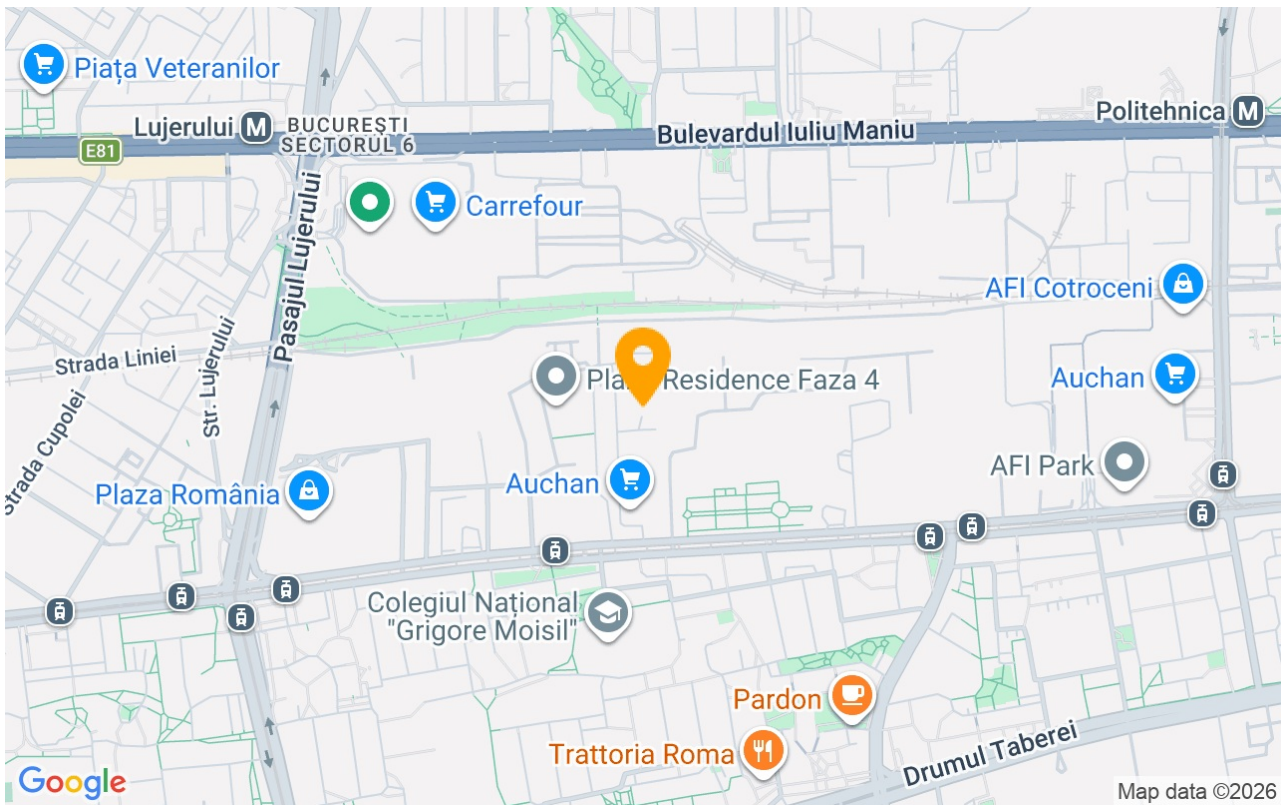 Piața Veteranilor
Lujerului M
BUCUREȘTI
SECTORUL 6
Bulevardul Iuliu Maniu
Politehnica M
E81
Carrefour
Pasajul Lujerului
AFI Cotroceni
Strada Liniei
Str. Lujerului
Residence Faza 4
Auchan
Strada Cupolei
AFI Park
Auchan
Plaza România
Colegiul Național
"Grigore Moisil"
Pardon
Trattoria Roma
Drumul Taberei
Google
Map data ©2026